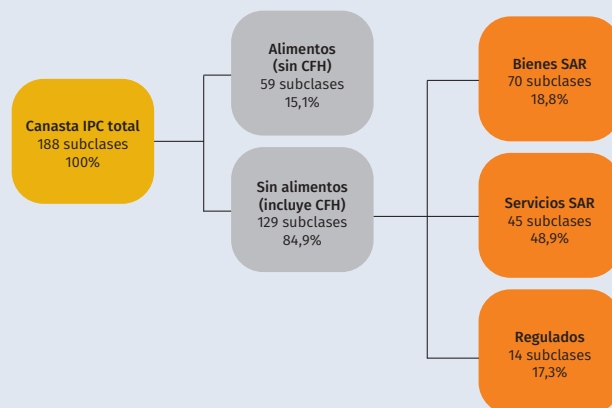 Canasta IPC total
188 subclases
100%
Alimentos
(sin CFH)
59 subclases
15,1%
Sin alimentos
(incluye CFH)
129 subclases
84,9%
Bienes SAR
70 subclases
18,8%
Servicios SAR
45 subclases
48,9%
Regulados
14 subclases
17,3%